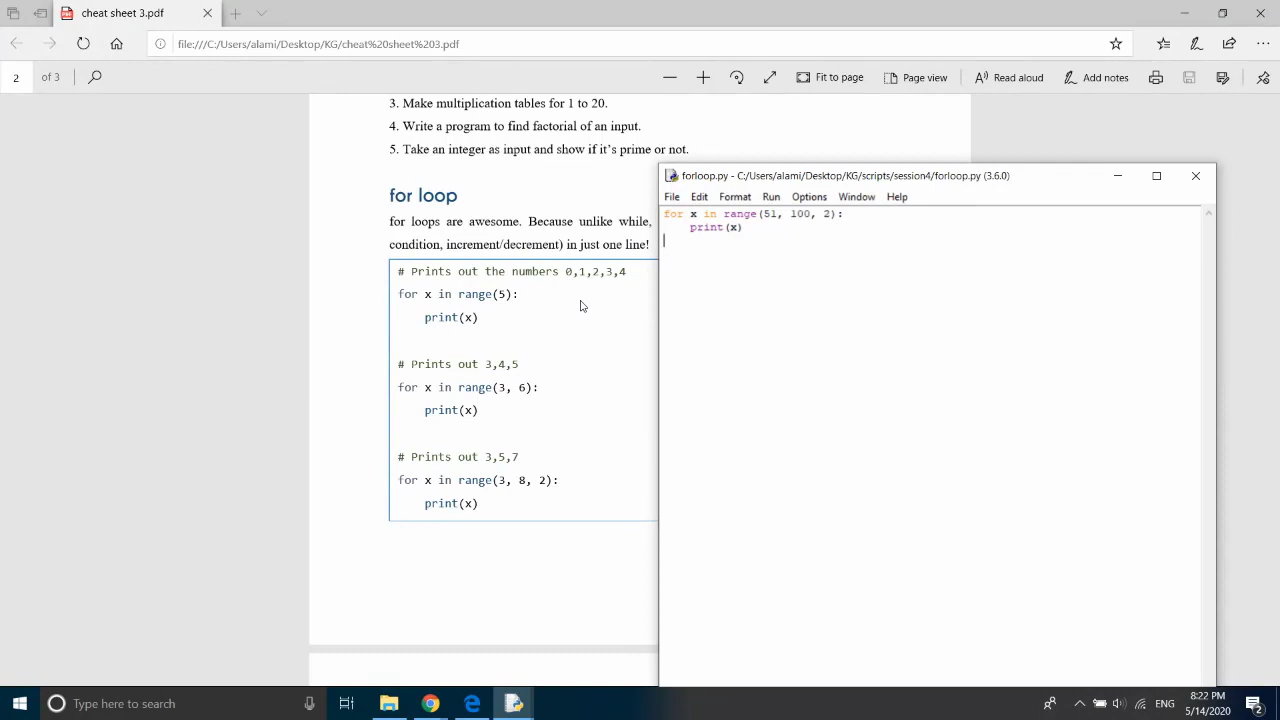 cheat sheet 3.pdf
file:///C:/Users/alami/Desktop/KG/cheat%20sheet%203.pdf
2 of 3
Fit to page
Page view
Read aloud
Add notes
3. Make multiplication tables for 1 to 20.
4. Write a program to find factorial of an input.
5. Take an integer as input and show if it's prime or not.
for loop
for loops are awesome. Because unlike while,
condition, increment/decrement) in just one line!
# Prints out the numbers 0,1,2,3,4
for x in range(5):
print(x)
# Prints out 3,4,5
for x in range(3, 6):
print(x)
# Prints out 3,5,7
for x in range(3, 8, 2):
print(x)
forloop.py - C:/Users/alami/Desktop/KG/scripts/session4/forloop.py (3.6.0)
File Edit Format Run Options Window Help
for x in range(51, 100, 2):
print(x)
Type here to search
8:22 PM
5/14/2020
2